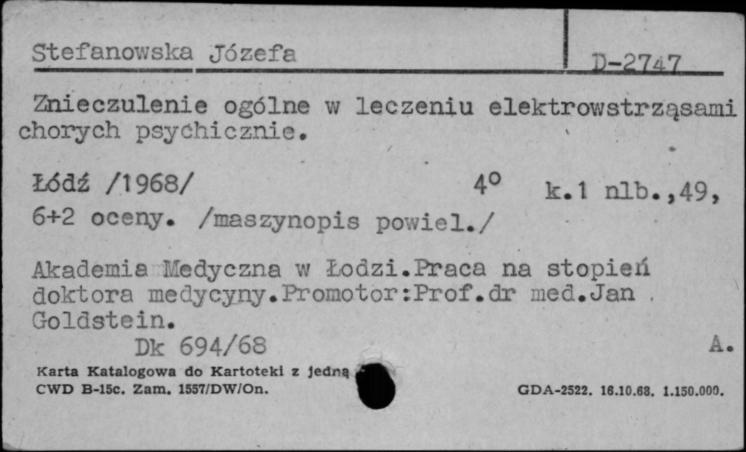 Stefanowska Józefa D-2747
Znieczulenie ogólne w leczeniu elektrowstrząsami
chorych psychicznie.
Łódź /1968/ 4° k.1 nlb.,49,
6+2 oceny. /maszynopis powiel./
Akademia Medyczna w Łodzi.Praca na stopień
doktora medycyny.Promotor:Prof.dr med.Jan
Goldstein.
Dk 694/68 A.
Karta Katalogowa do Kartoteki z jedną
CWD B-15c. Zam. 1557/DW/On. GDA-2522. 16.10.68. 1.150.000.